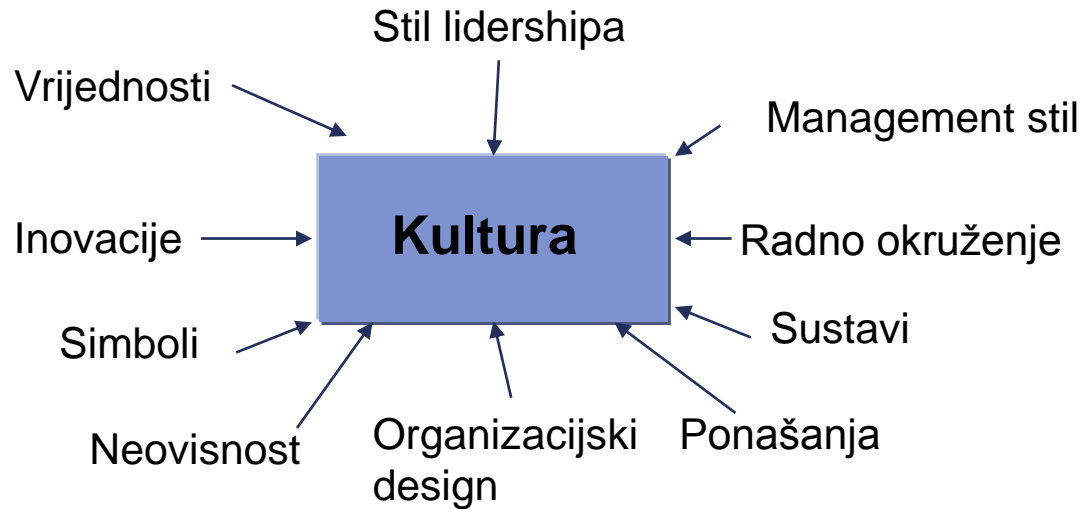 Stil lidershipa
Vrijednosti
Management stil
Inovacije
Kultura
Radno okruženje
Simboli
Sustavi
Neovisnost
Organizacijski
design
Ponašanja